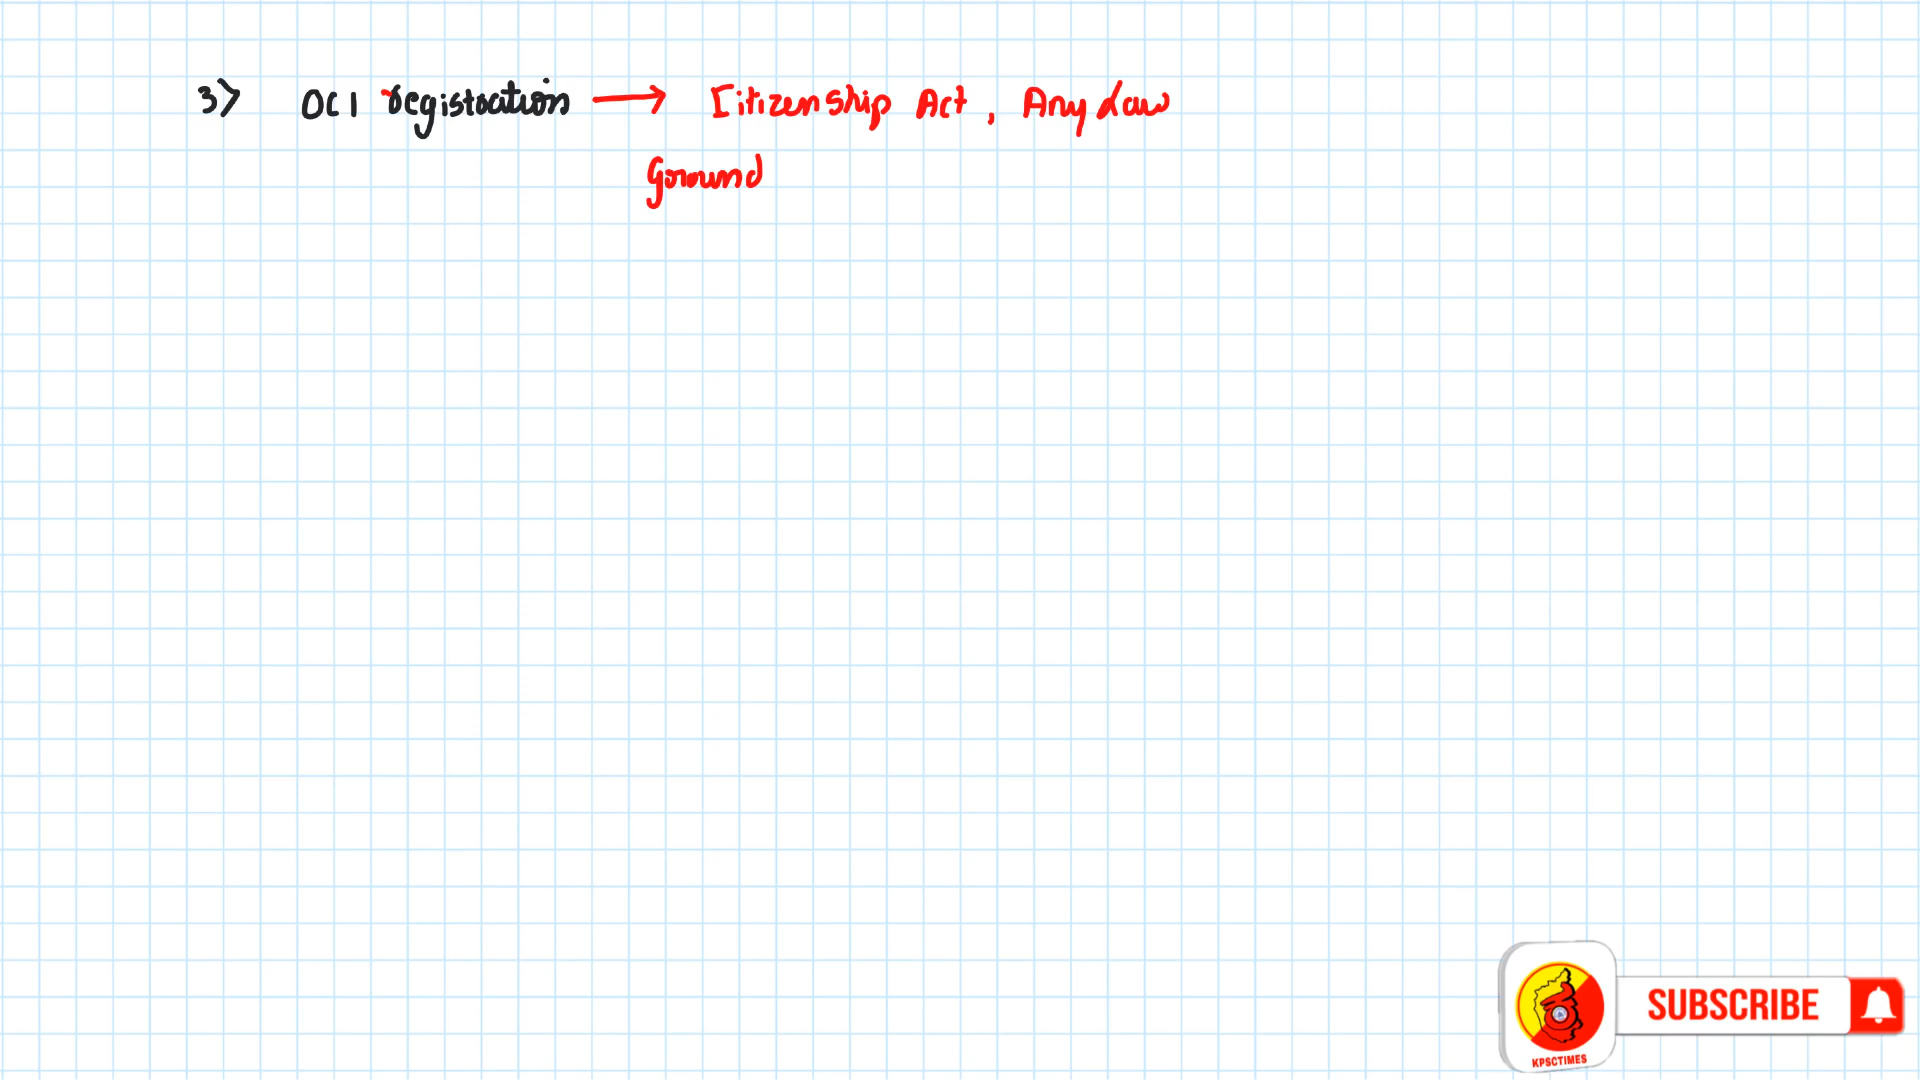 3> OCI registration → Citizenship Act, Any Law
Ground
SUBSCRIBE
KPSCTIMES